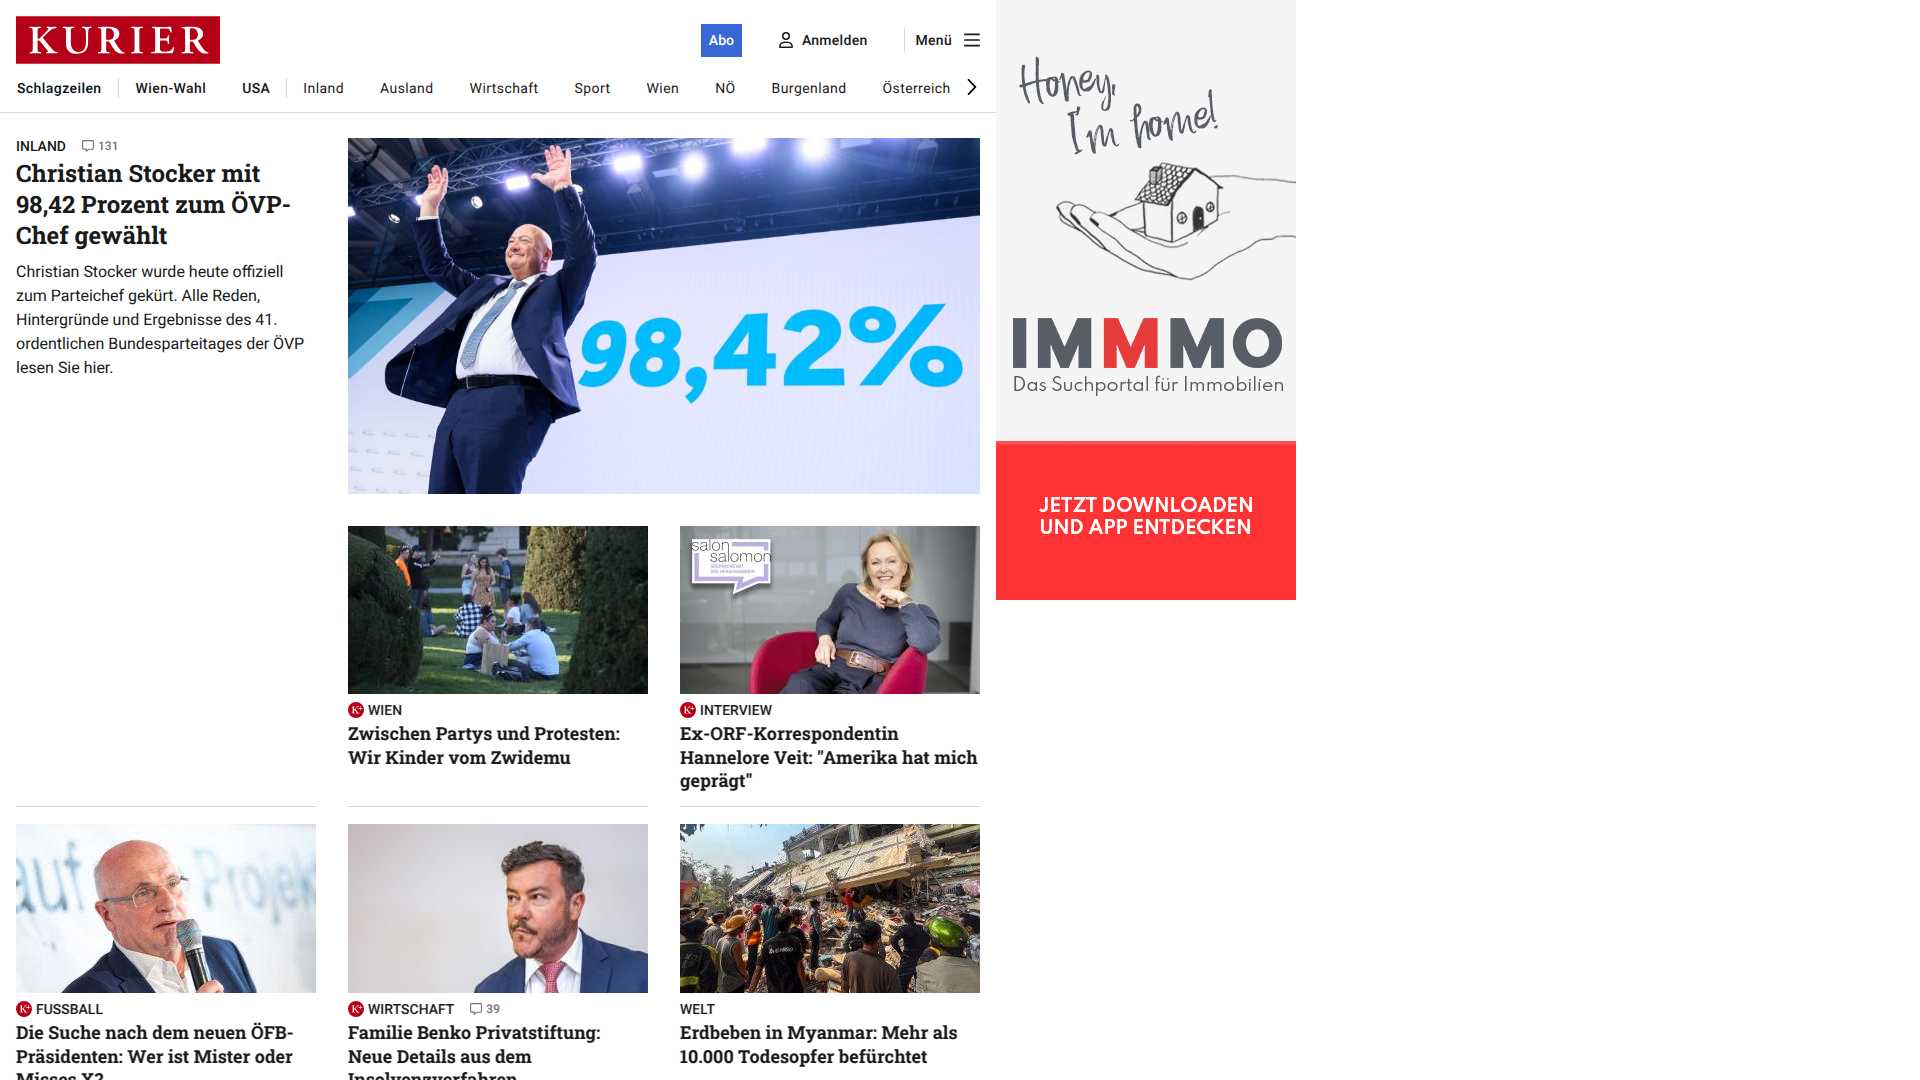 KURIER
Abo
Anmelden
Menü
Schlagzeilen
Wien-Wahl
USA
Inland
Ausland
Wirtschaft
Sport
Wien
NÖ
Burgenland
Österreich
INLAND 131
Christian Stocker mit
98,42 Prozent zum ÖVP-
Chef gewählt
Christian Stocker wurde heute offiziell
zum Parteichef gekürt. Alle Reden,
Hintergründe und Ergebnisse des 41.
ordentlichen Bundesparteitages der ÖVP
lesen Sie hier.
98,42%
salon
salomon
K+ WIEN
Zwischen Partys und Protesten:
Wir Kinder vom Zwidemu
K+ INTERVIEW
Ex-ORF-Korrespondentin
Hannelore Veit: "Amerika hat mich
geprägt"
auf Projek
K+ FUSSBALL
Die Suche nach dem neuen ÖFB-
Präsidenten: Wer ist Mister oder
Misses X?
K+ WIRTSCHAFT 39
Familie Benko Privatstiftung:
Neue Details aus dem
Insolvenzverfahren
WELT
Erdbeben in Myanmar: Mehr als
10.000 Todesopfer befürchtet
Honey,
I'm home!
IMMMO
Das Suchportal für Immobilien
JETZT DOWNLOADEN
UND APP ENTDECKEN